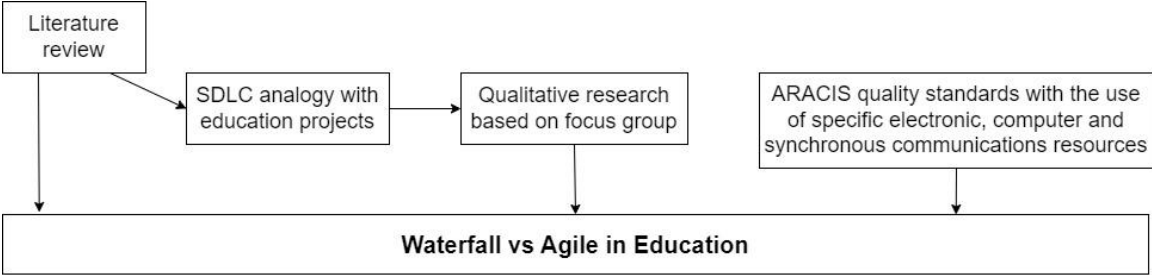 Literature
review
SDLC analogy with
education projects
Qualitative research
based on focus group
ARACIS quality standards with the use
of specific electronic, computer and
synchronous communications resources
Waterfall vs Agile in Education